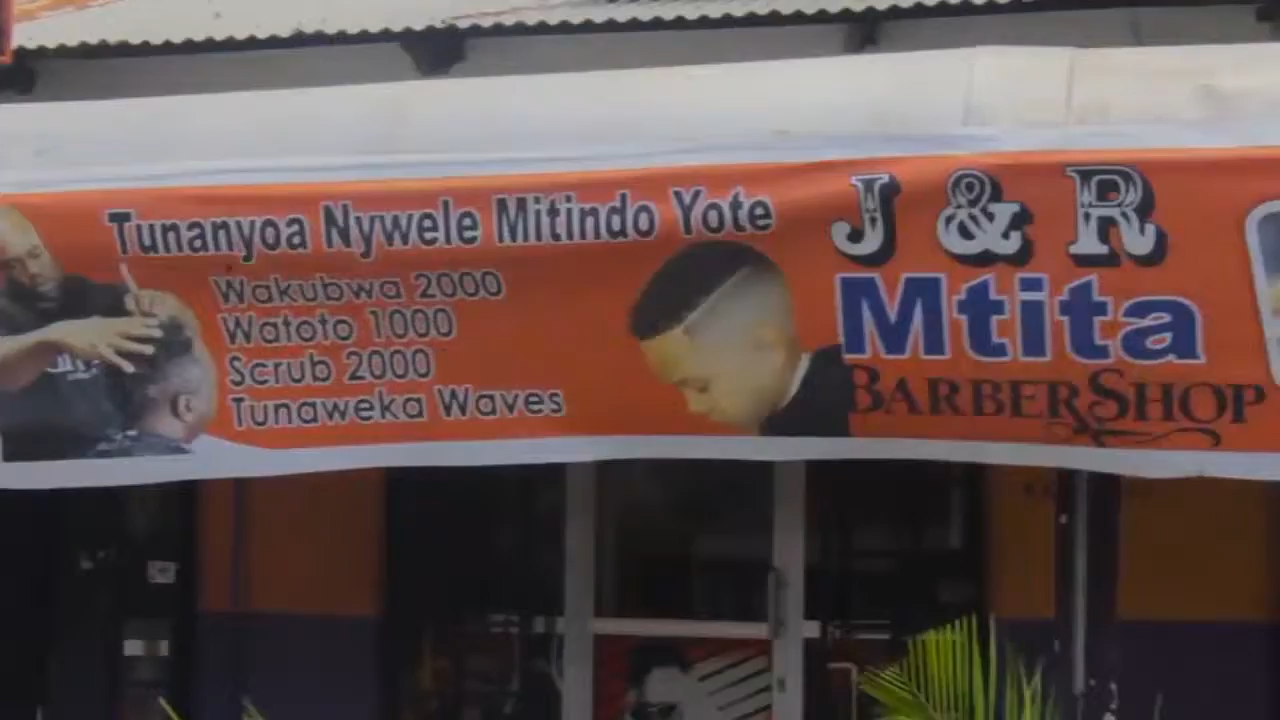 Tunanyoa Nywele Mitindo Yote
Wakubwa 2000
Watoto 1000
Scrub 2000
Tunaweka Waves
J & R
Mtita
BARBERSHOP